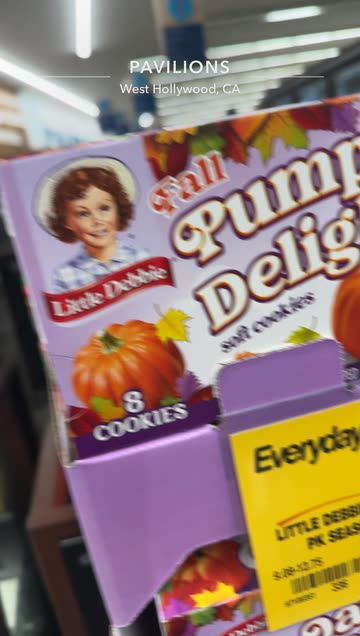 PAVILIONS
West Hollywood, CA
Fall
Pump
Delig
soft cookies
Little Debbie
8
COOKIES
Everyday
LITTLE DEBBI
PK SEAS